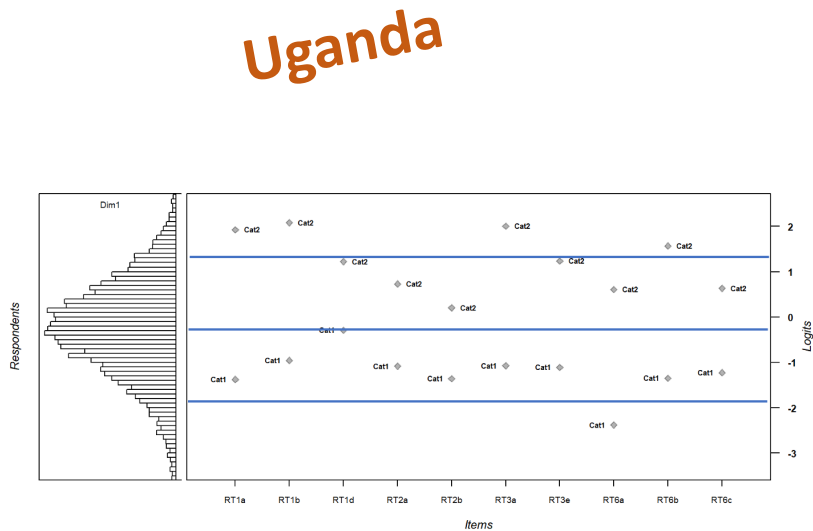 Uganda
Dim1
Respondents
Cat2 Cat2 Cat2 Cat2 Cat2 Cat2 Cat2 Cat2 Cat2 Cat2
Cat1 Cat1 Cat1 Cat1 Cat1 Cat1 Cat1 Cat1 Cat1 Cat1
2
1
0
-1
-2
-3
Logits
RT1a RT1b RT1d RT2a RT2b RT3a RT3e RT6a RT6b RT6c
Items